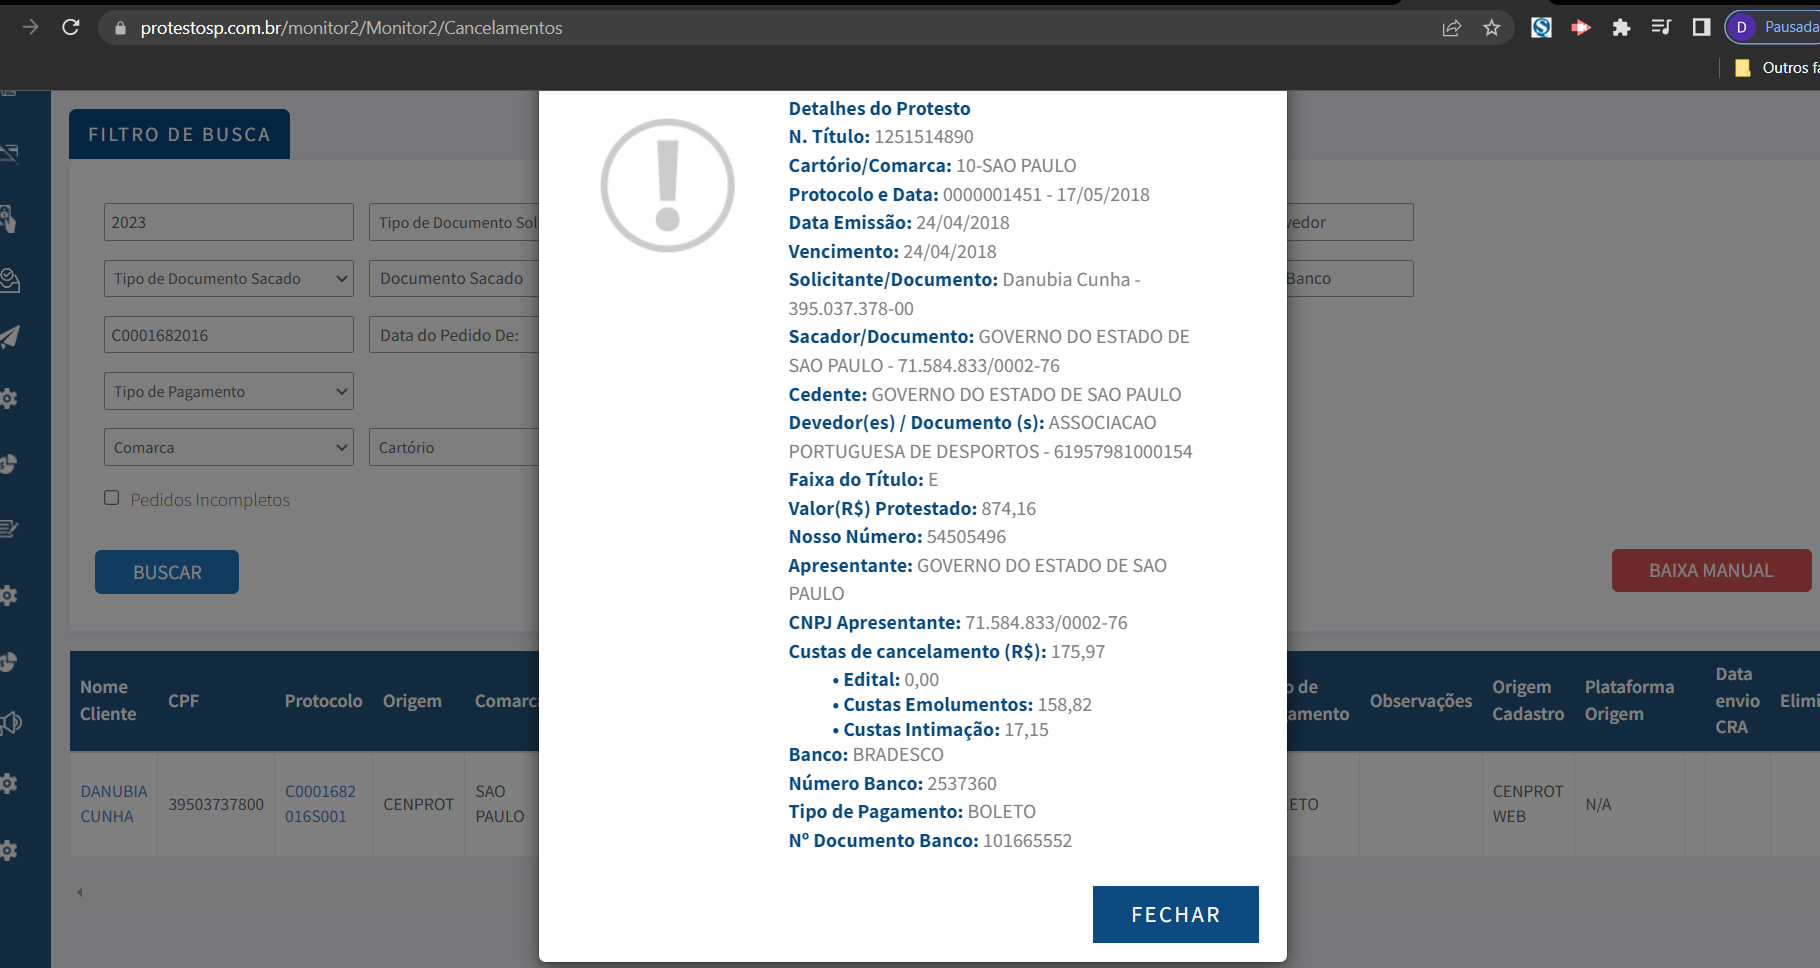 protestosp.com.br/monitor2/Monitor2/Cancelamentos
D Pausada
Outros fa
FILTRO DE BUSCA
2023
Tipo de Documento Sol
vedor
Tipo de Documento Sacado
Documento Sacado
Banco
C0001682016
Data do Pedido De:
Tipo de Pagamento
Comarca
Cartório
Pedidos Incompletos
BUSCAR
BAIXA MANUAL
Detalhes do Protesto
N. Título: 1251514890
Cartório/Comarca: 10-SAO PAULO
Protocolo e Data: 0000001451 - 17/05/2018
Data Emissão: 24/04/2018
Vencimento: 24/04/2018
Solicitante/Documento: Danubia Cunha -
395.037.378-00
Sacador/Documento: GOVERNO DO ESTADO DE
SAO PAULO - 71.584.833/0002-76
Cedente: GOVERNO DO ESTADO DE SAO PAULO
Devedor(es) / Documento (s): ASSOCIACAO
PORTUGUESA DE DESPORTOS - 61957981000154
Faixa do Título: E
Valor(R$) Protestado: 874,16
Nosso Número: 54505496
Apresentante: GOVERNO DO ESTADO DE SAO
PAULO
CNPJ Apresentante: 71.584.833/0002-76
Custas de cancelamento (R$): 175,97
• Edital: 0,00
• Custas Emolumentos: 158,82
• Custas Intimação: 17,15
Banco: BRADESCO
Número Banco: 2537360
Tipo de Pagamento: BOLETO
Nº Documento Banco: 101665552
FECHAR
Nome
Cliente
CPF
Protocolo
Origem
Comarc
o de
amento
Observações
Origem
Cadastro
Plataforma
Origem
Data
envio
CRA
Elimi
DANUBIA
CUNHA
39503737800
C0001682
016S001
CENPROT
SAO
PAULO
LETO
CENPROT
WEB
N/A